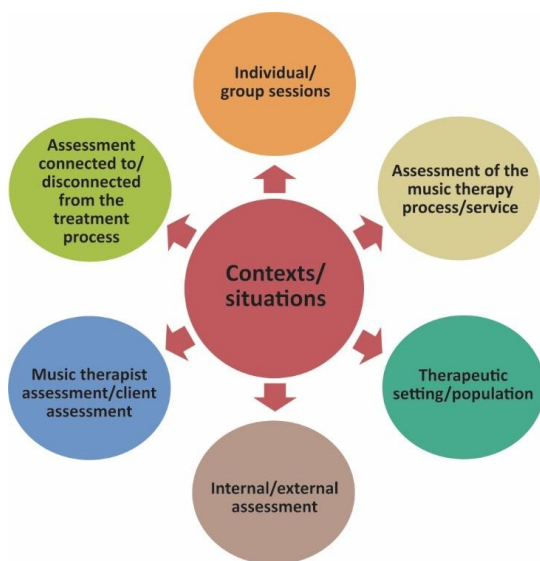 Individual/
group sessions
Assessment
connected to/
disconnected
from the
treatment
process
Assessment of the
music therapy
process/service
Contexts/
situations
Music therapist
assessment/client
assessment
Therapeutic
setting/population
Internal/external
assessment